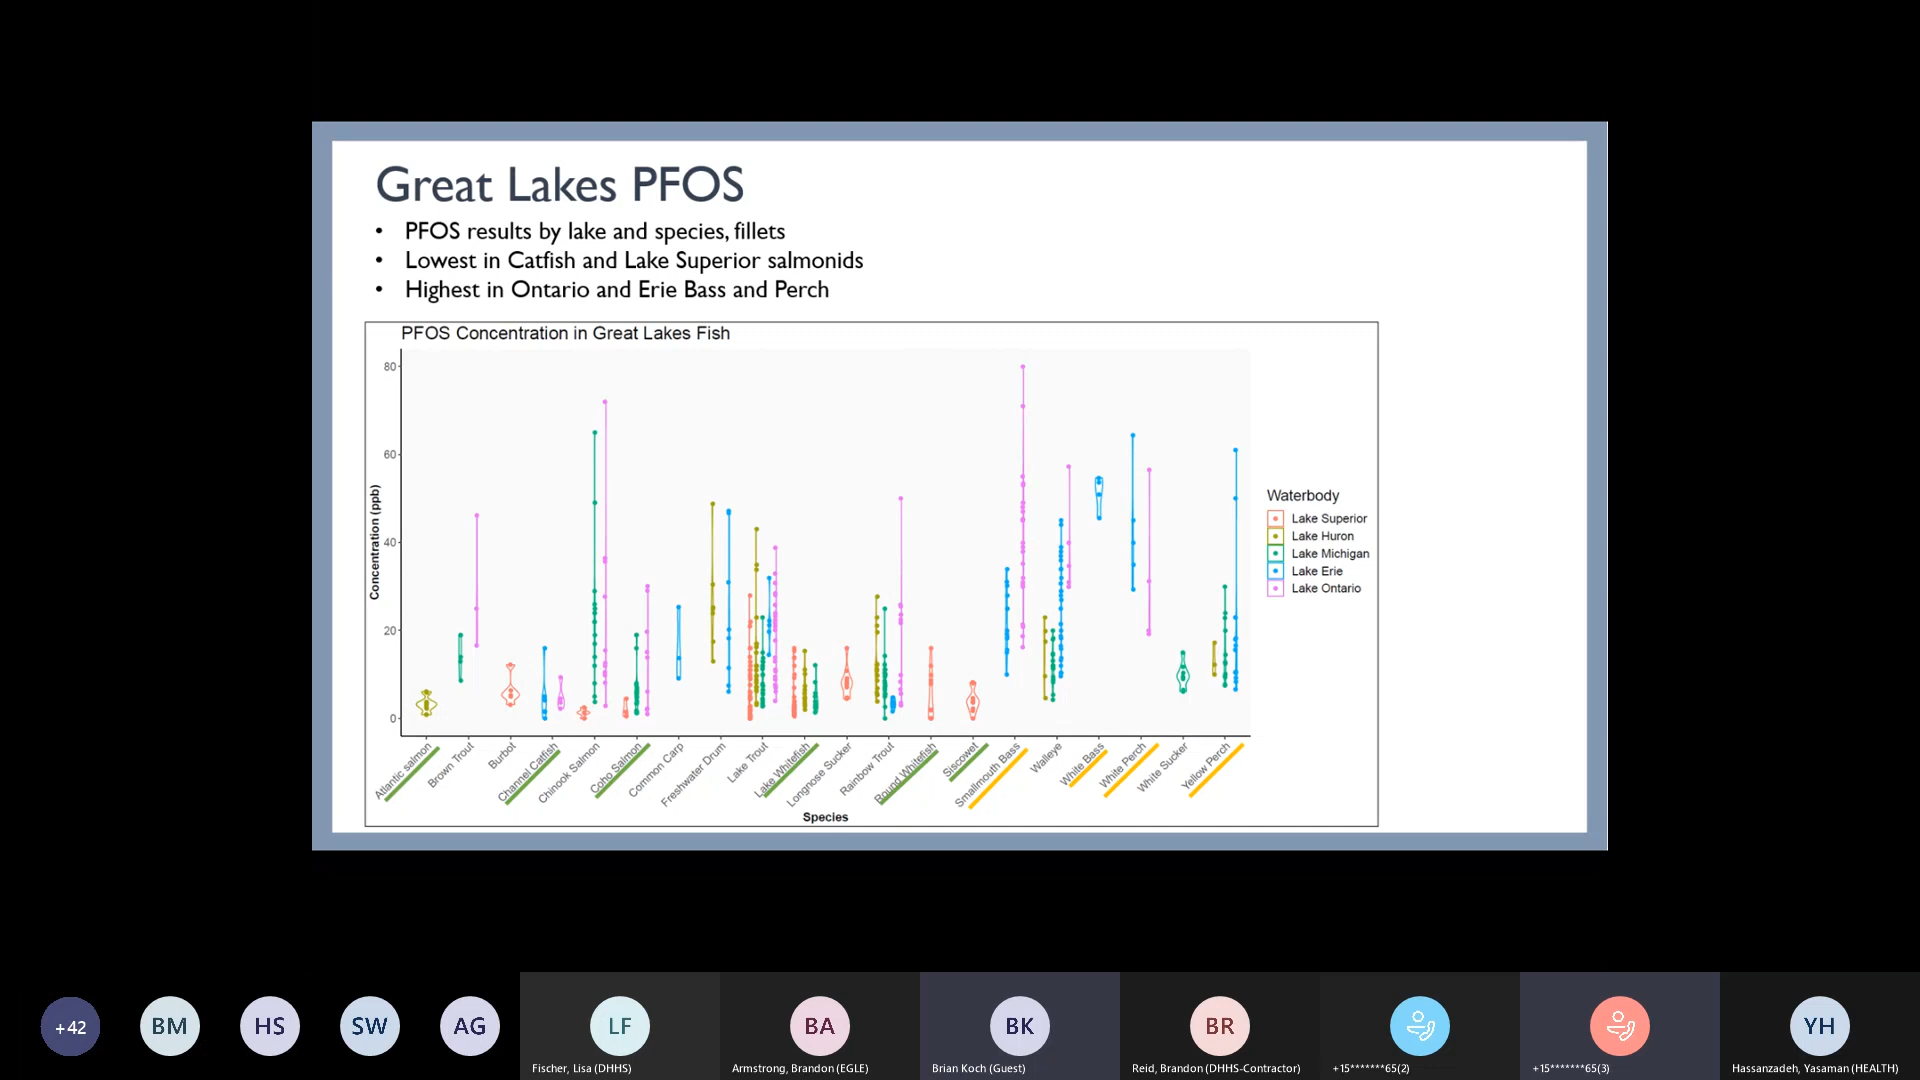 Great Lakes PFOS
• PFOS results by lake and species, fillets
• Lowest in Catfish and Lake Superior salmonids
• Highest in Ontario and Erie Bass and Perch
PFOS Concentration in Great Lakes Fish
80
60
40
20
0
Concentration (ppb)
Atlantic salmon
Brown Trout
Burbot
Channel Catfish
Chinook Salmon
Coho Salmon
Common Carp
Freshwater Drum
Lake Trout
Lake Whitefish
Longnose Sucker
Rainbow Trout
Round Whitefish
Siscowet
Smallmouth Bass
Walleye
White Bass
White Perch
White Sucker
Yellow Perch
Species
Waterbody
Lake Superior
Lake Huron
Lake Michigan
Lake Erie
Lake Ontario
+42
BM
HS
SW
AG
LF
Fischer, Lisa (DHHS)
BA
Armstrong, Brandon (EGLE)
BK
Brian Koch (Guest)
BR
Reid, Brandon (DHHS-Contractor)
+15*******65(2)
+15*******65(3)
YH
Hassanzadeh, Yasaman (HEALTH)